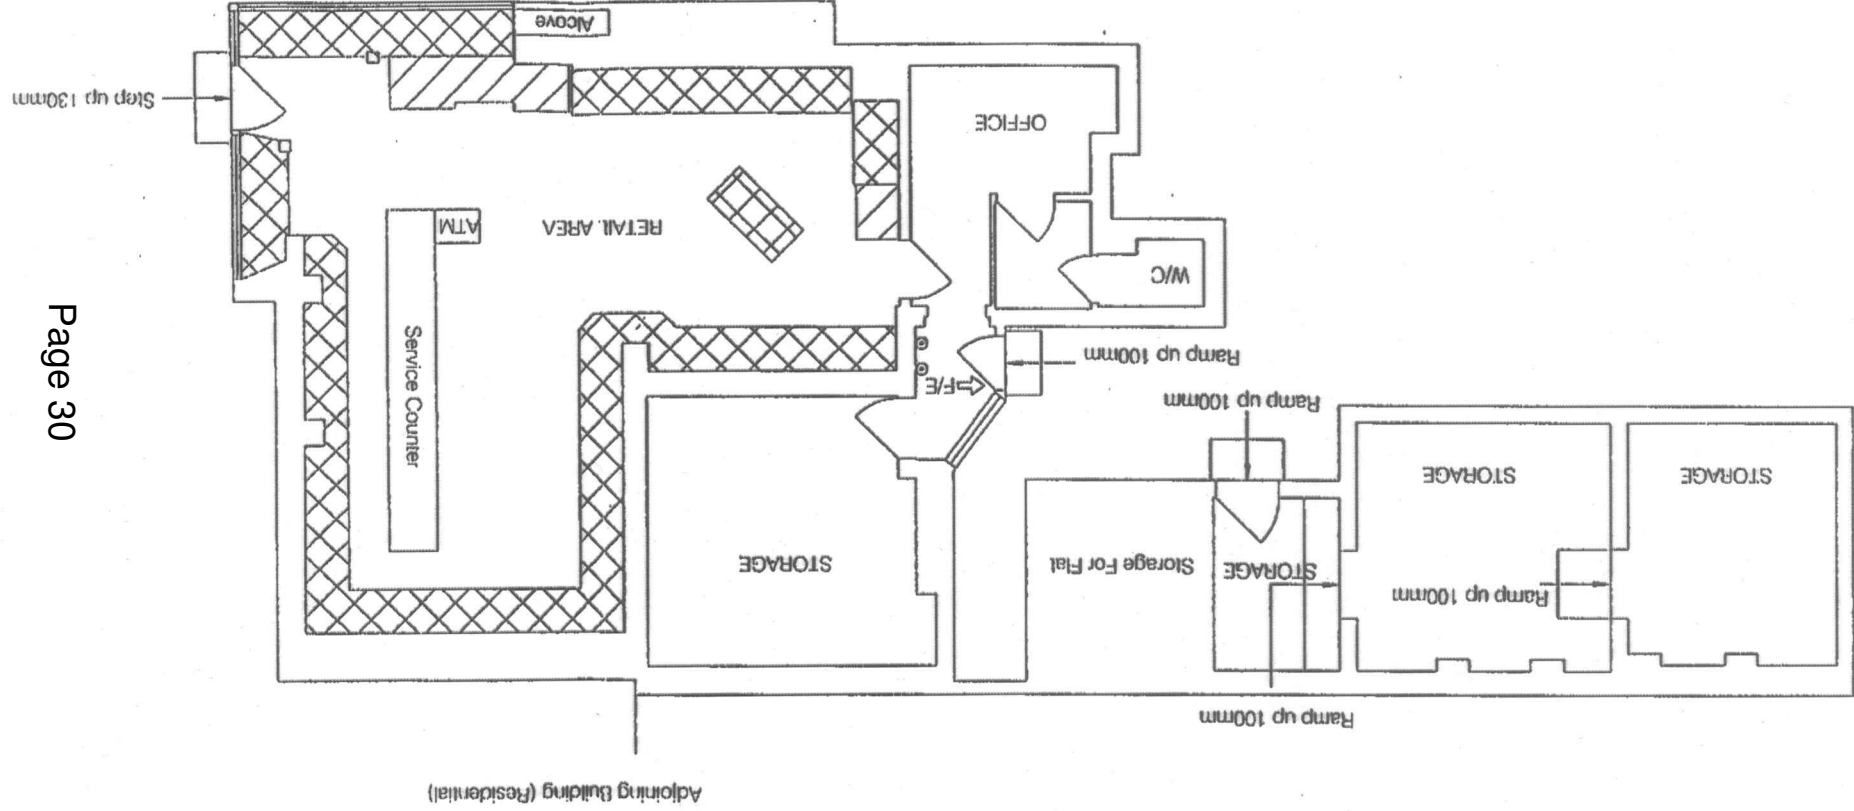 Alcove
Step up 130mm
OFFICE
ATM
RETAIL AREA
W/C
Service Counter
Page 30
Ramp up 100mm
F/E
Ramp up 100mm
STORAGE
STORAGE
STORAGE
Storage For Flat
STORAGE
Ramp up 100mm
Ramp up 100mm
Adjoining Building (Residential)